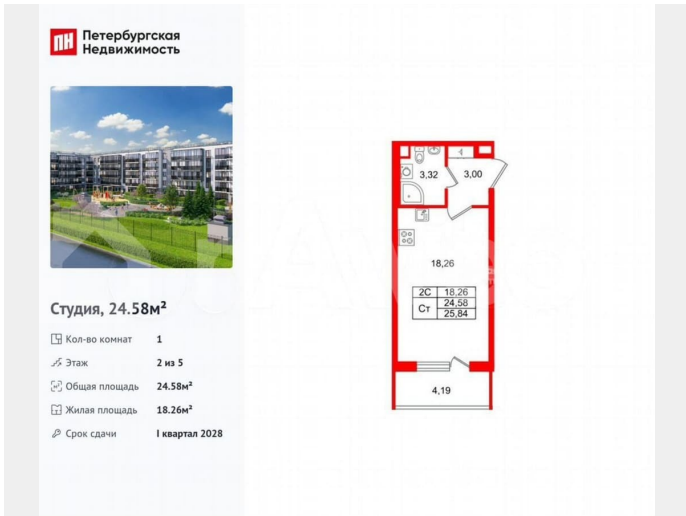 ПН
Петербургская
Недвижимость
Студия, 24.58м²
Кол-во комнат 1
Этаж 2 из 5
Общая площадь 24.58м²
Жилая площадь 18.26м²
Срок сдачи I квартал 2028
3,32
3,00
18,26
2С 18,26
Ст 24,58
25,84
4,19